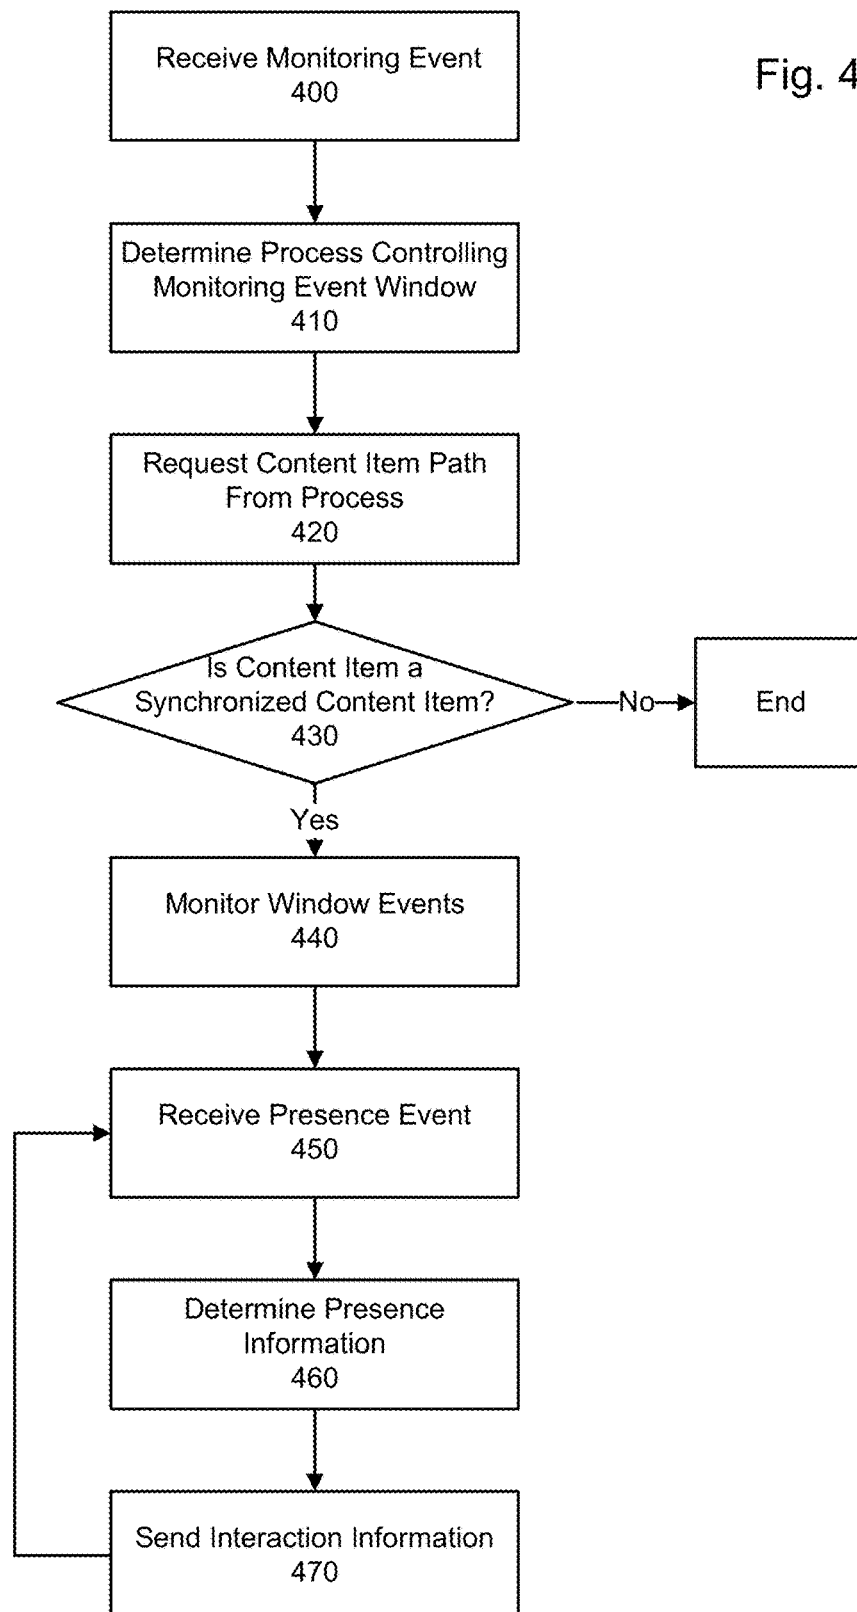 Receive Monitoring Event
400
Fig. 4
Determine Process Controlling
Monitoring Event Window
410
Request Content Item Path
From Process
420
Is Content Item a
Synchronized Content Item?
430
No
End
Yes
Monitor Window Events
440
Receive Presence Event
450
Determine Presence
Information
460
Send Interaction Information
470